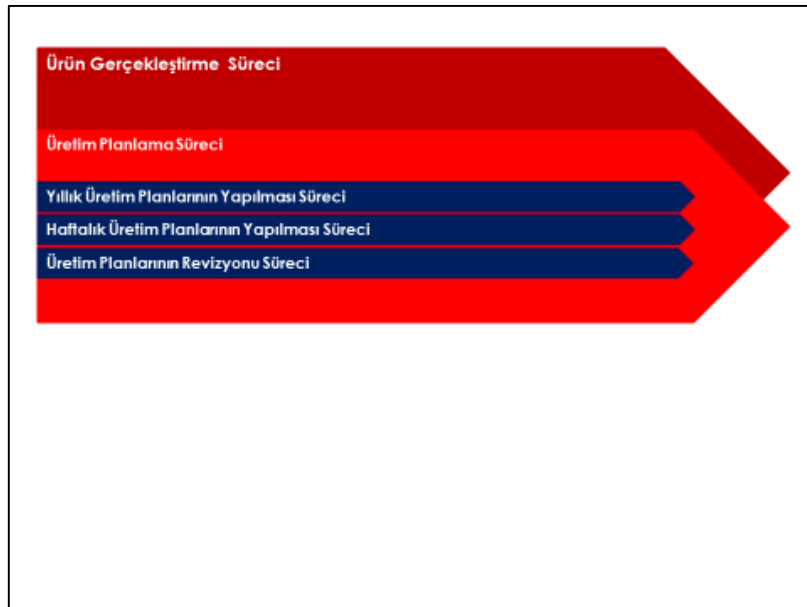 Ürün Gerçekleştirme Süreci
Üretim Planlama Süreci
Yıllık Üretim Planlarının Yapılması Süreci
Haftalık Üretim Planlarının Yapılması Süreci
Üretim Planlarının Revizyonu Süreci